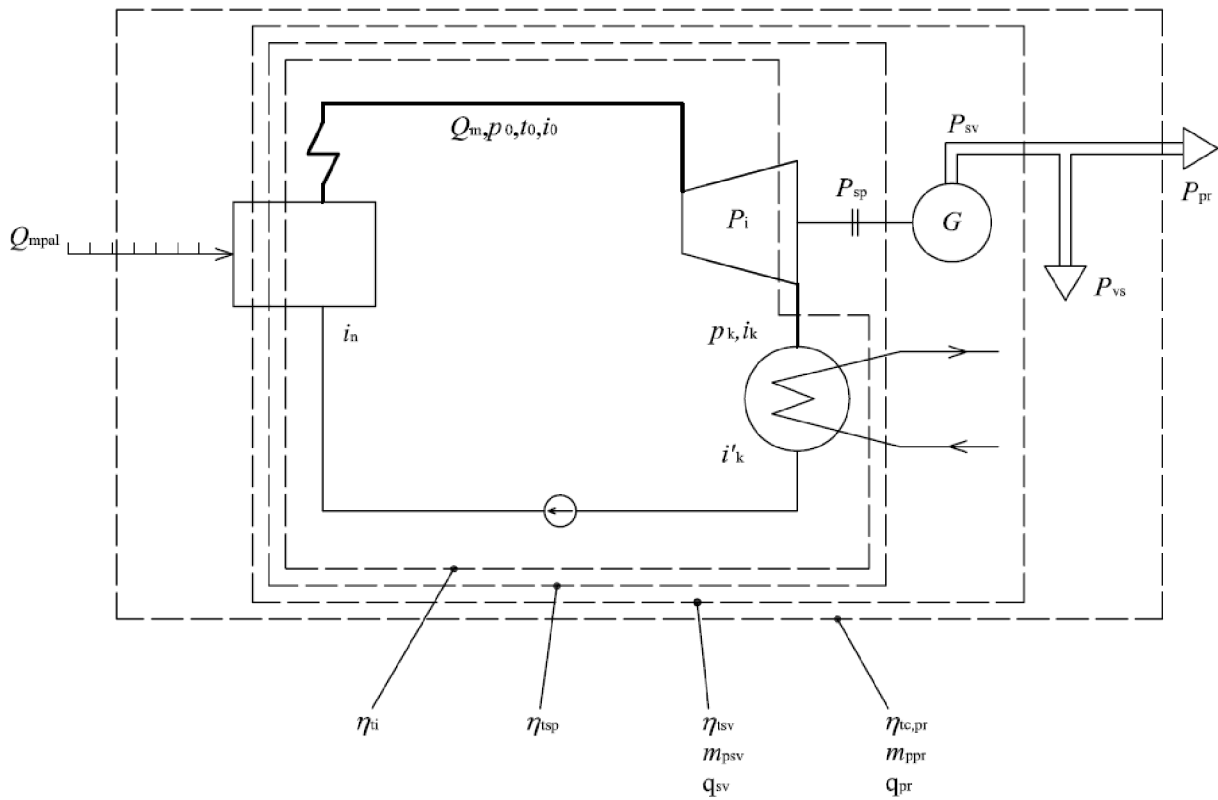 Qm,p0,t0,i0
Psv
Psp
Ppr
Pi
G
Qmpal
Pvs
in
pk,ik
i'k
ηti
ηtsp
ηtsv
mpsv
qsv
ηtc,pr
mppr
qpr